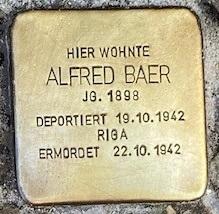 HIER WOHNTE
ALFRED BAER
JG. 1898
DEPORTIERT 19.10.1942
RIGA
ERMORDET 22.10.1942